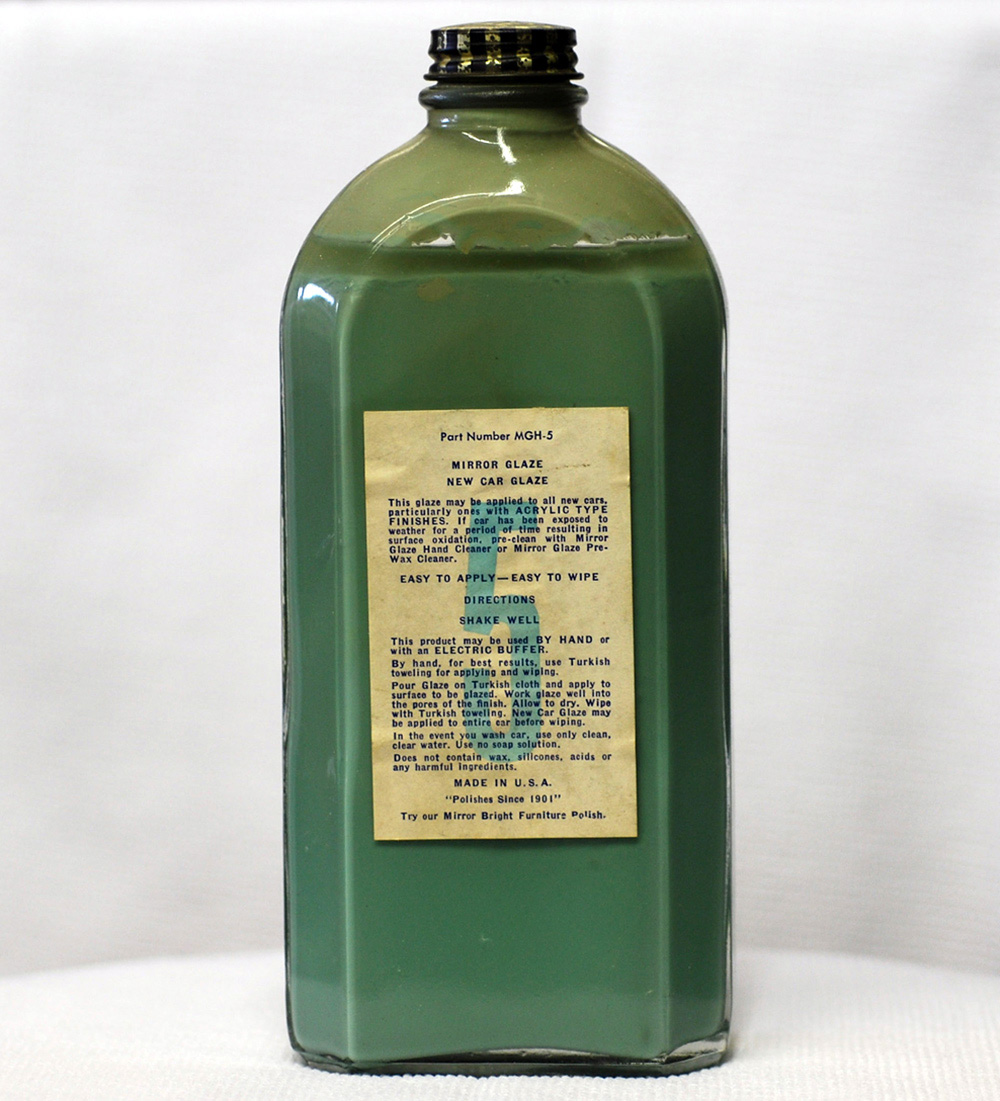 Part Number MGH-5
MIRROR GLAZE
NEW CAR GLAZE
This glaze may be applied to all new cars,
particularly ones with ACRYLIC TYPE
FINISHES. If car has been exposed to
weather for a period of time resulting in
surface oxidation, pre-clean with Mirror
Glaze Hand Cleaner or Mirror Glaze Pre-
Wax Cleaner.
EASY TO APPLY—EASY TO WIPE
DIRECTIONS
SHAKE WELL
5
This product may be used BY HAND or
with an ELECTRIC BUFFER.
By hand, for best results, use Turkish
toweling for applying and wiping.
Pour Glaze on Turkish cloth and apply to
surface to be glazed. Work glaze well into
the pores of the finish. Allow to dry. Wipe
with Turkish toweling. New Car Glaze may
be applied to entire car before wiping.
In the event you wash car, use only clean,
clear water. Use no soap solution.
Does not contain wax, silicones, acids or
any harmful ingredients.
MADE IN U.S.A.
"Polishes Since 1901"
Try our Mirror Bright Furniture Polish.